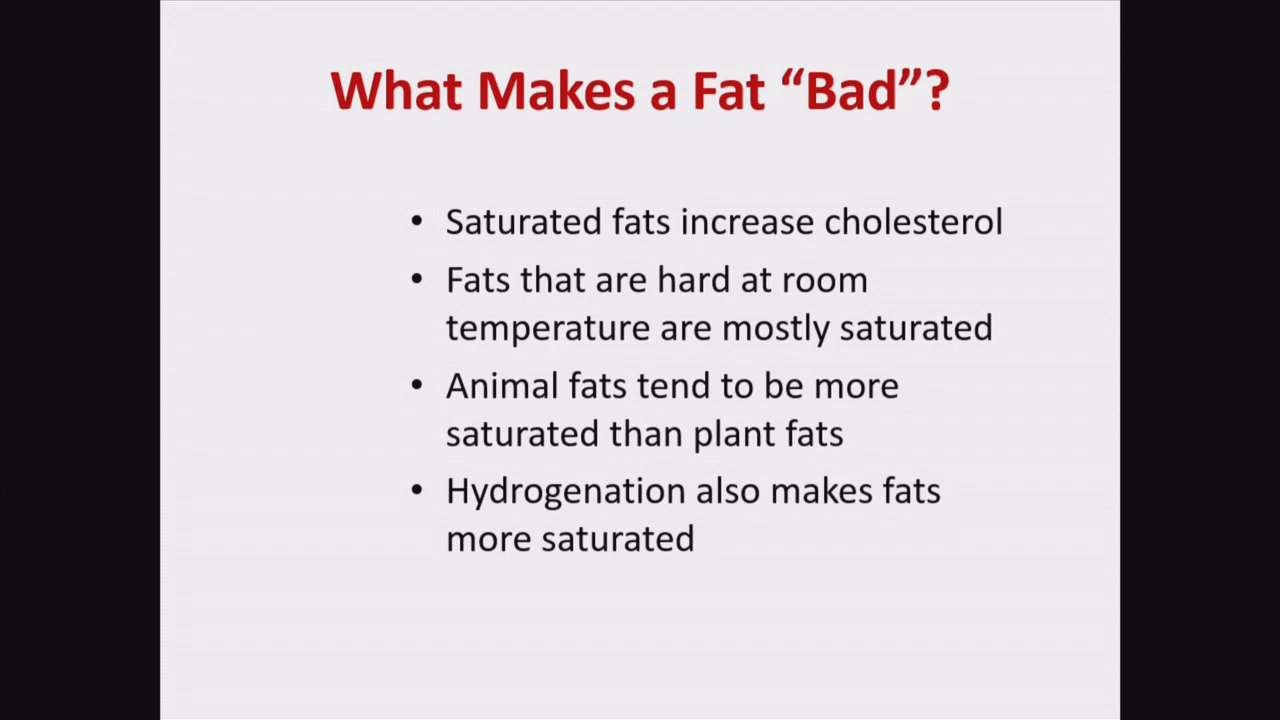 What Makes a Fat “Bad”?
• Saturated fats increase cholesterol
• Fats that are hard at room
temperature are mostly saturated
• Animal fats tend to be more
saturated than plant fats
• Hydrogenation also makes fats
more saturated